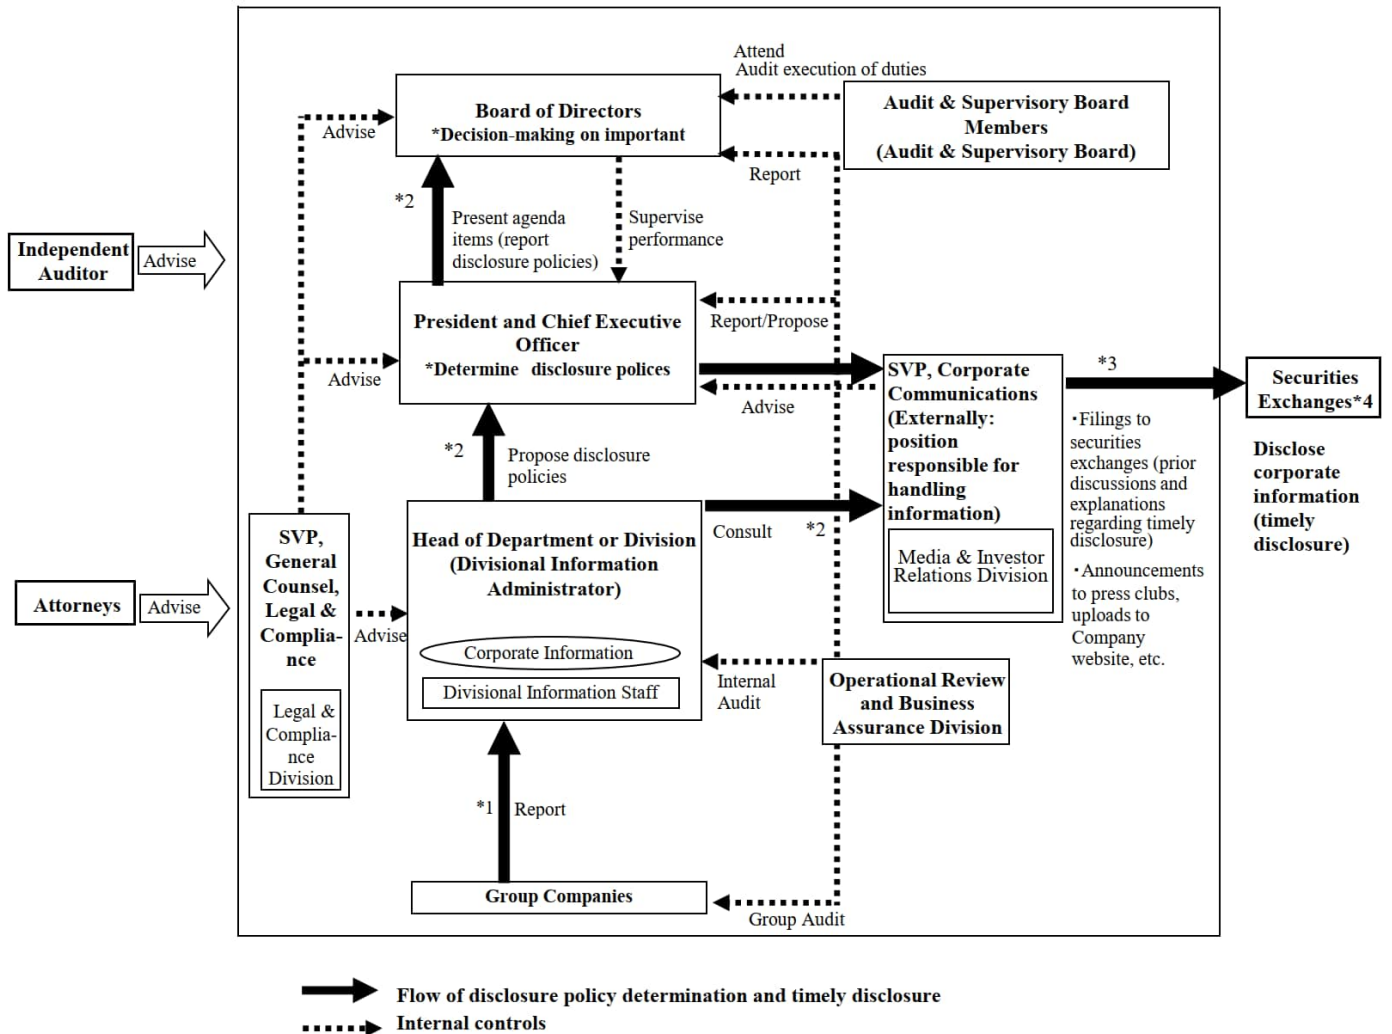 Attend
Audit execution of duties
Board of Directors
*Decision-making on important
Advise
Audit & Supervisory Board
Members
(Audit & Supervisory Board)
Report
*2
Present agenda
items (report
disclosure policies)
Supervise
performance
Independent
Auditor
Advise
President and Chief Executive
Officer
*Determine disclosure polices
Report/Propose
Advise
Advise
SVP, Corporate
Communications
(Externally:
position
responsible for
handling
information)
Media & Investor
Relations Division
*3
Securities
Exchanges*4
・Filings to
securities
exchanges (prior
discussions and
explanations
regarding timely
disclosure)
・Announcements
to press clubs,
uploads to
Company
website, etc.
Disclose
corporate
information
(timely
disclosure)
*2
Propose disclosure
policies
Consult
*2
Head of Department or Division
(Divisional Information
Administrator)
Corporate Information
Divisional Information Staff
SVP,
General
Counsel,
Legal &
Complia-
nce
Legal &
Complia-
nce
Division
Attorneys
Advise
Advise
Internal
Audit
Operational Review
and Business
Assurance Division
*1
Report
Group Companies
Group Audit
Flow of disclosure policy determination and timely disclosure
Internal controls